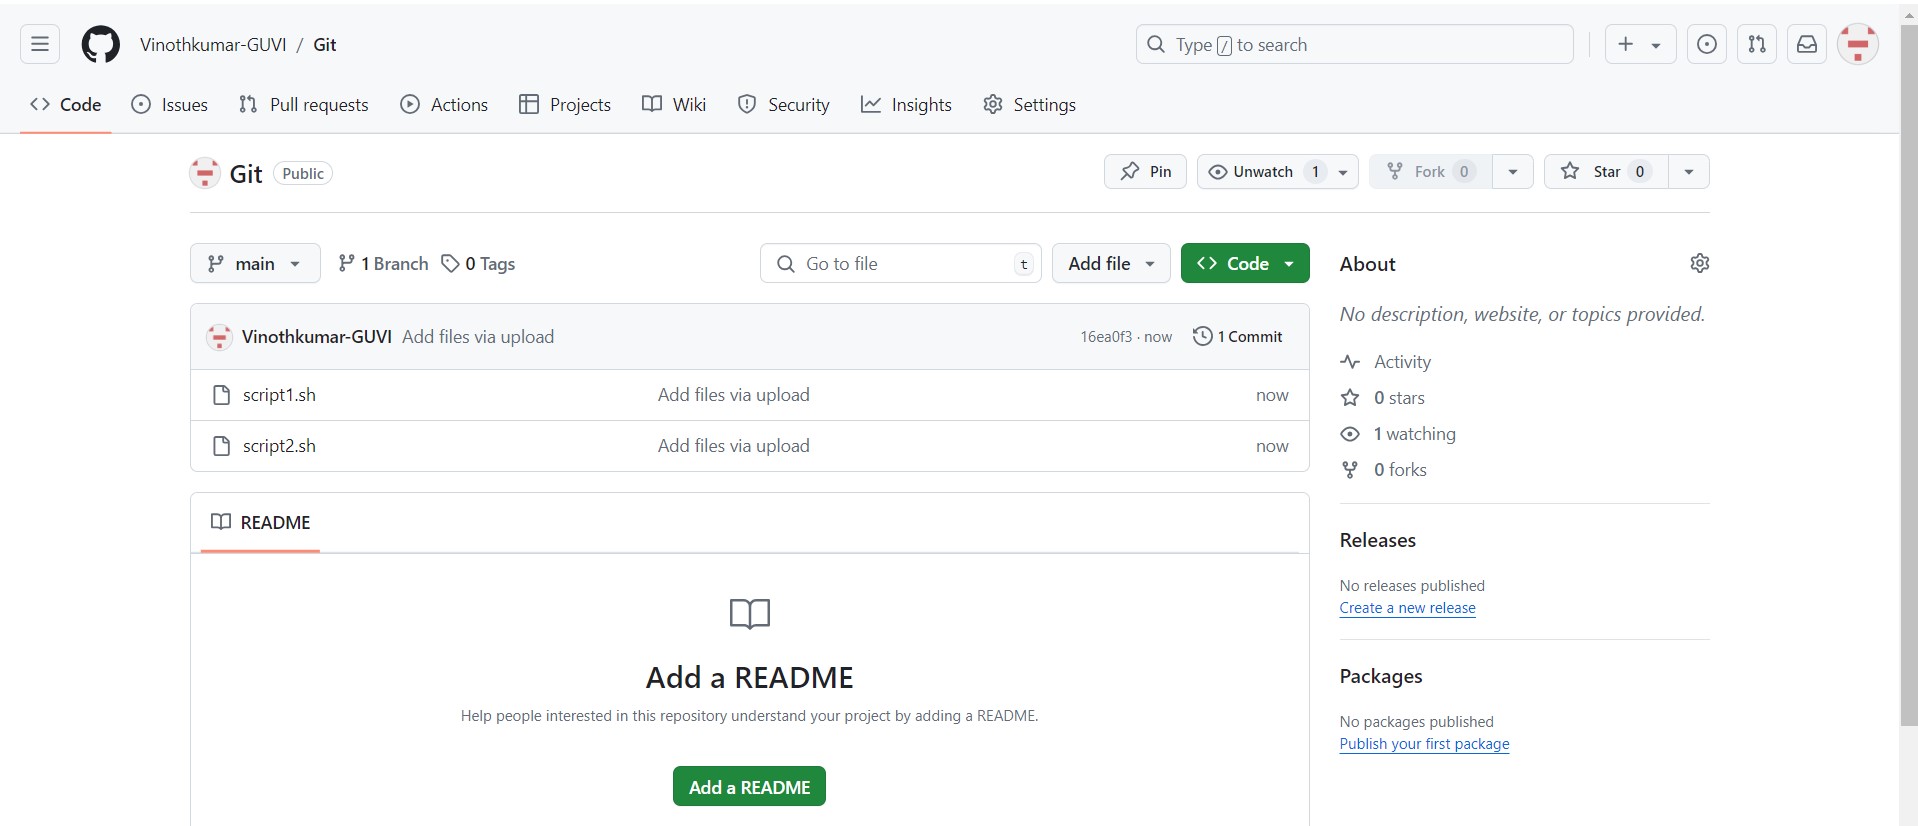 Vinothkumar-GUVI / Git
Type / to search
Code Issues Pull requests Actions Projects Wiki Security Insights Settings
Git Public
Pin Unwatch 1 Fork 0 Star 0
main 1 Branch 0 Tags
Go to file t
Add file
Code
Vinothkumar-GUVI Add files via upload 16ea0f3 · now 1 Commit
script1.sh Add files via upload now
script2.sh Add files via upload now
README
Add a README
Help people interested in this repository understand your project by adding a README.
Add a README
About
No description, website, or topics provided.
Activity
0 stars
1 watching
0 forks
Releases
No releases published
Create a new release
Packages
No packages published
Publish your first package